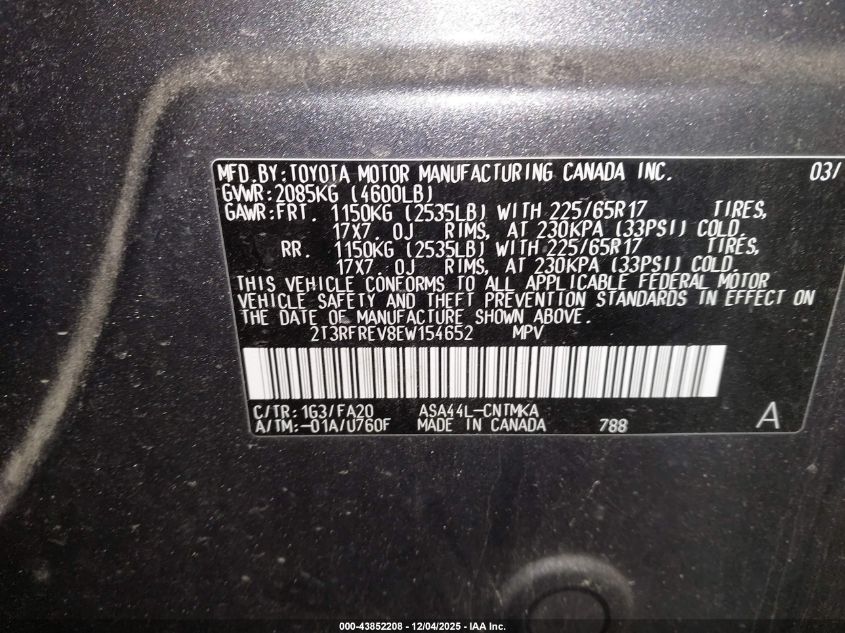 MFD.BY:TOYOTA MOTOR MANUFACTURING CANADA INC. 03/
GVWR:2085KG (4600LB)
GAWR:FRT. 1150KG (2535LB) WITH 225/65R17 TIRES,
17X7.0J RIMS, AT 230KPA (33PSI) COLD.
RR. 1150KG (2535LB) WITH 225/65R17 TIRES,
17X7.0J RIMS, AT 230KPA (33PSI) COLD.
THIS VEHICLE CONFORMS TO ALL APPLICABLE FEDERAL MOTOR
VEHICLE SAFETY AND THEFT PREVENTION STANDARDS IN EFFECT ON
THE DATE OF MANUFACTURE SHOWN ABOVE.
2T3RFREV8EW154652 MPV
C/TR: 1G3/FA20 ASA44L-CNTMKA
A/TM:-01A/U760F MADE IN CANADA 788 A
000-43852208 - 12/04/2025 - IAA Inc.